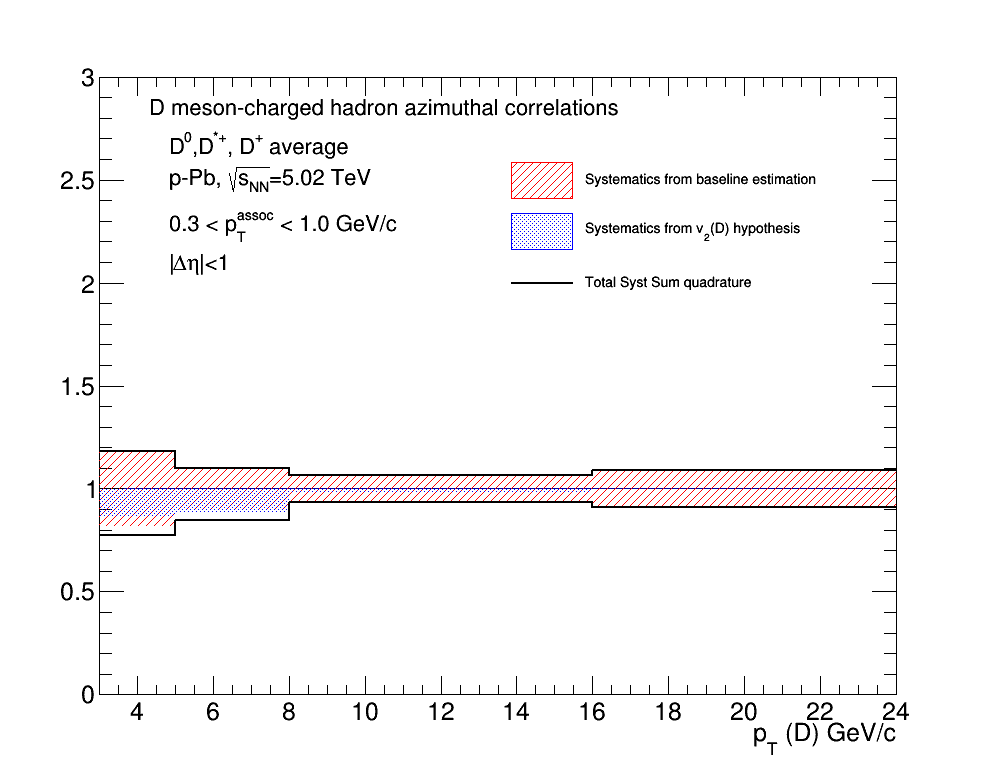 D meson-charged hadron azimuthal correlations
D⁰,D*⁺, D⁺ average
p-Pb, √s_NN=5.02 TeV
0.3 < p_T^assoc < 1.0 GeV/c
|Δη|<1
Systematics from baseline estimation
Systematics from v₂(D) hypothesis
Total Syst Sum quadrature
3
2.5
2
1.5
1
0.5
0
4 6 8 10 12 14 16 18 20 22 24
p_T (D) GeV/c